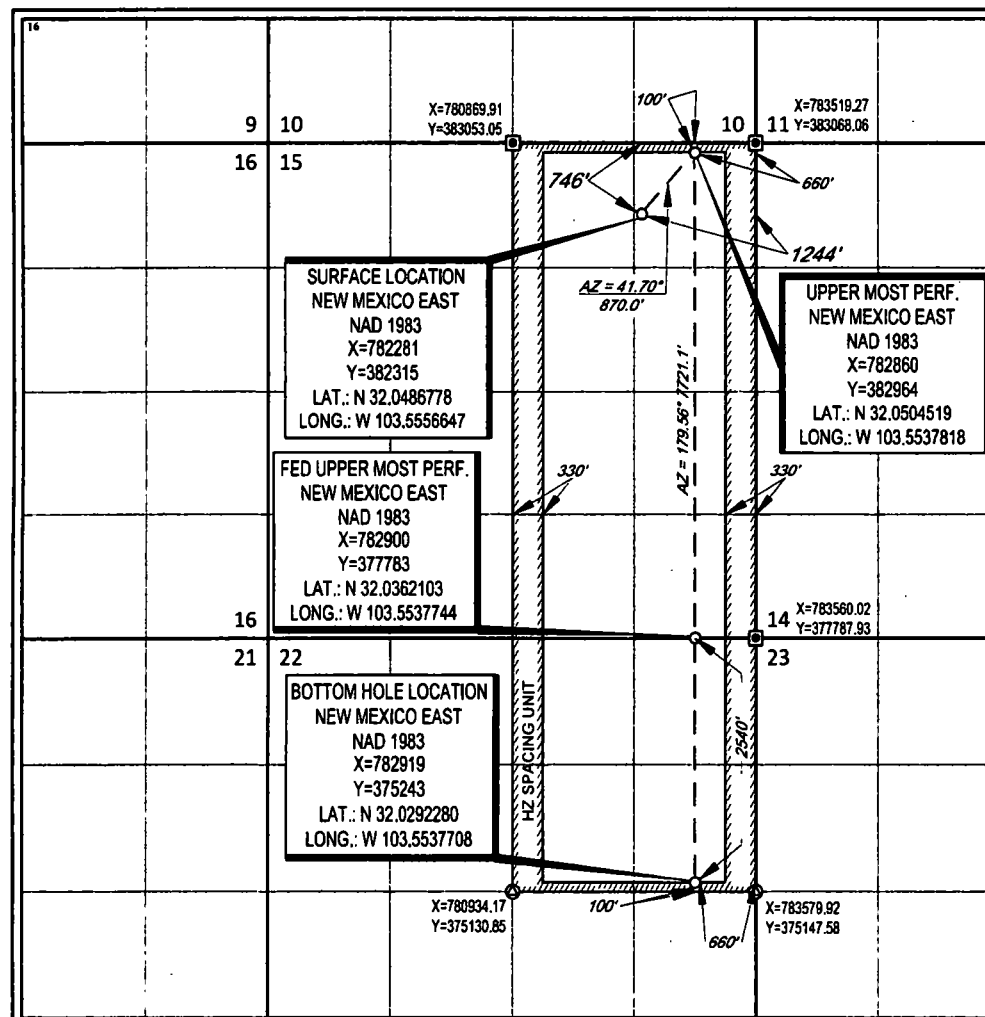 16
100'
X=780869.91
Y=383053.05
X=783519.27
Y=383068.06
9 10
10 11
16 15
746'
660'
1244'
AZ = 41.70°
870.0'
SURFACE LOCATION
NEW MEXICO EAST
NAD 1983
X=782281
Y=382315
LAT.: N 32.0486778
LONG.: W 103.5556647
UPPER MOST PERF.
NEW MEXICO EAST
NAD 1983
X=782860
Y=382964
LAT.: N 32.0504519
LONG.: W 103.5537818
AZ = 179.56° 7721.1'
FED UPPER MOST PERF.
NEW MEXICO EAST
NAD 1983
X=782900
Y=377783
LAT.: N 32.0362103
LONG.: W 103.5537744
330'
330'
16
14
X=783560.02
Y=377787.93
21 22
23
BOTTOM HOLE LOCATION
NEW MEXICO EAST
NAD 1983
X=782919
Y=375243
LAT.: N 32.0292280
LONG.: W 103.5537708
HZ SPACING UNIT
2540'
X=780934.17
Y=375130.85
100'
660'
X=783579.92
Y=375147.58